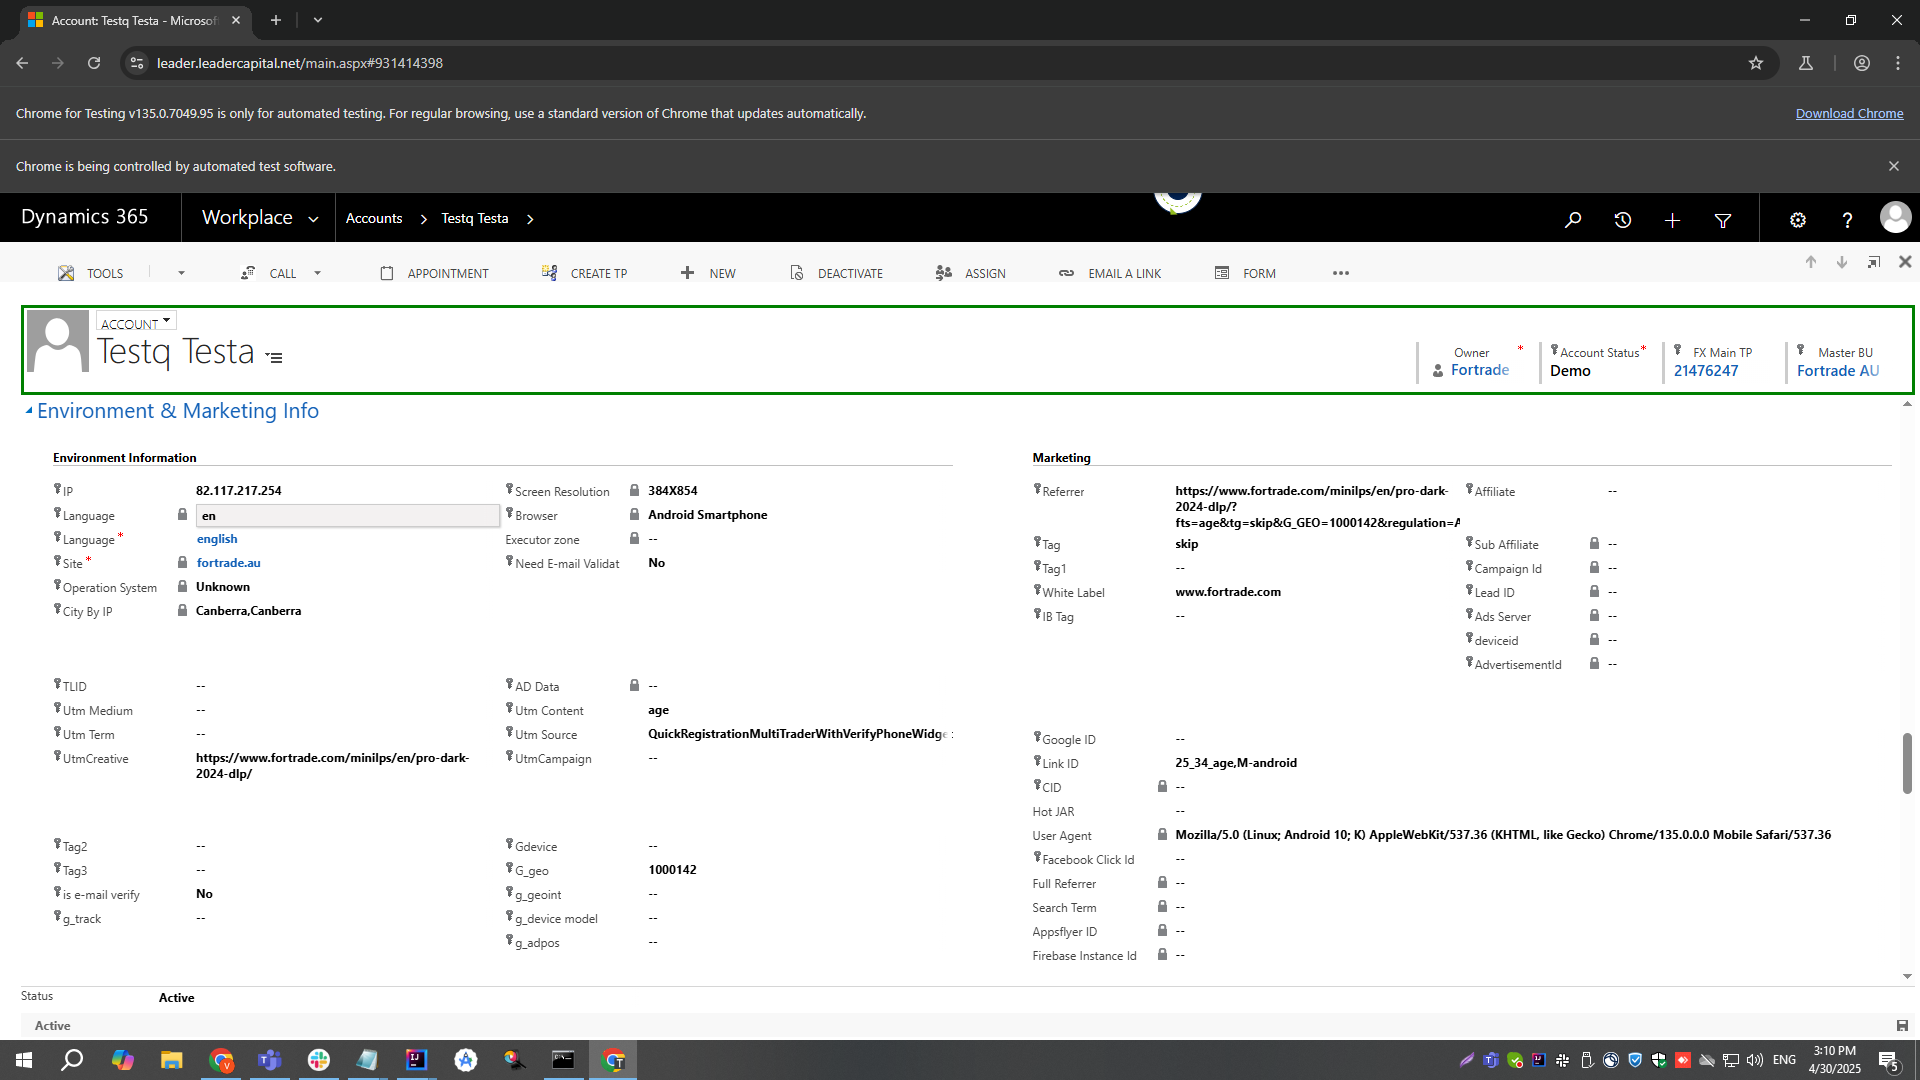 Account: Testq Testa - Microsof
leader.leadercapital.net/main.aspx#931414398
Chrome for Testing v135.0.7049.95 is only for automated testing. For regular browsing, use a standard version of Chrome that updates automatically.
Download Chrome
Chrome is being controlled by automated test software.
Dynamics 365
Workplace
Accounts
Testq Testa
TOOLS
CALL
APPOINTMENT
CREATE TP
NEW
DEACTIVATE
ASSIGN
EMAIL A LINK
FORM
ACCOUNT
Testq Testa
Owner *
Fortrade
Account Status *
Demo
FX Main TP
21476247
Master BU
Fortrade AU
Environment & Marketing Info
Environment Information
IP 82.117.217.254
Language en
Language * english
Site * fortrade.au
Operation System Unknown
City By IP Canberra,Canberra
Screen Resolution 384X854
Browser Android Smartphone
Executor zone --
Need E-mail Validat No
TLID --
Utm Medium --
Utm Term --
UtmCreative https://www.fortrade.com/minilps/en/pro-dark-
2024-dlp/
AD Data --
Utm Content age
Utm Source QuickRegistrationMultiTraderWithVerifyPhoneWidge
UtmCampaign --
Tag2 --
Tag3 --
is e-mail verify No
g_track --
Gdevice --
G_geo 1000142
g_geoint --
g_device model --
g_adpos --
Marketing
Referrer https://www.fortrade.com/minilps/en/pro-dark-
2024-dlp/?
fts=age&tg=skip&G_GEO=1000142&regulation=A
Tag skip
Tag1 --
White Label www.fortrade.com
IB Tag --
Affiliate --
Sub Affiliate --
Campaign Id --
Lead ID --
Ads Server --
deviceid --
AdvertisementId --
Google ID --
Link ID 25_34_age,M-android
CID --
Hot JAR --
User Agent Mozilla/5.0 (Linux; Android 10; K) AppleWebKit/537.36 (KHTML, like Gecko) Chrome/135.0.0.0 Mobile Safari/537.36
Facebook Click Id --
Full Referrer --
Search Term --
Appsflyer ID --
Firebase Instance Id --
Status Active
Active
ENG
3:10 PM
4/30/2025
5